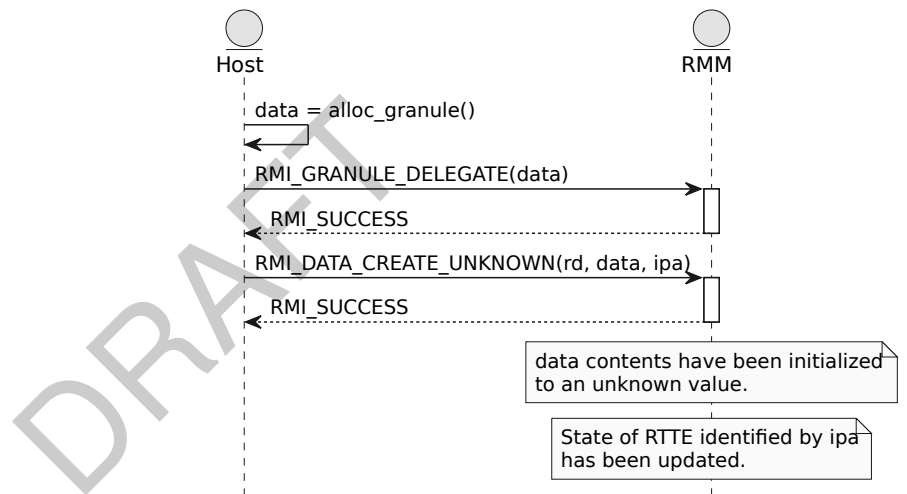 Host
RMM
data = alloc_granule()
RMI_GRANULE_DELEGATE(data)
RMI_SUCCESS
RMI_DATA_CREATE_UNKNOWN(rd, data, ipa)
RMI_SUCCESS
data contents have been initialized
to an unknown value.
State of RTTE identified by ipa
has been updated.
DRAFT